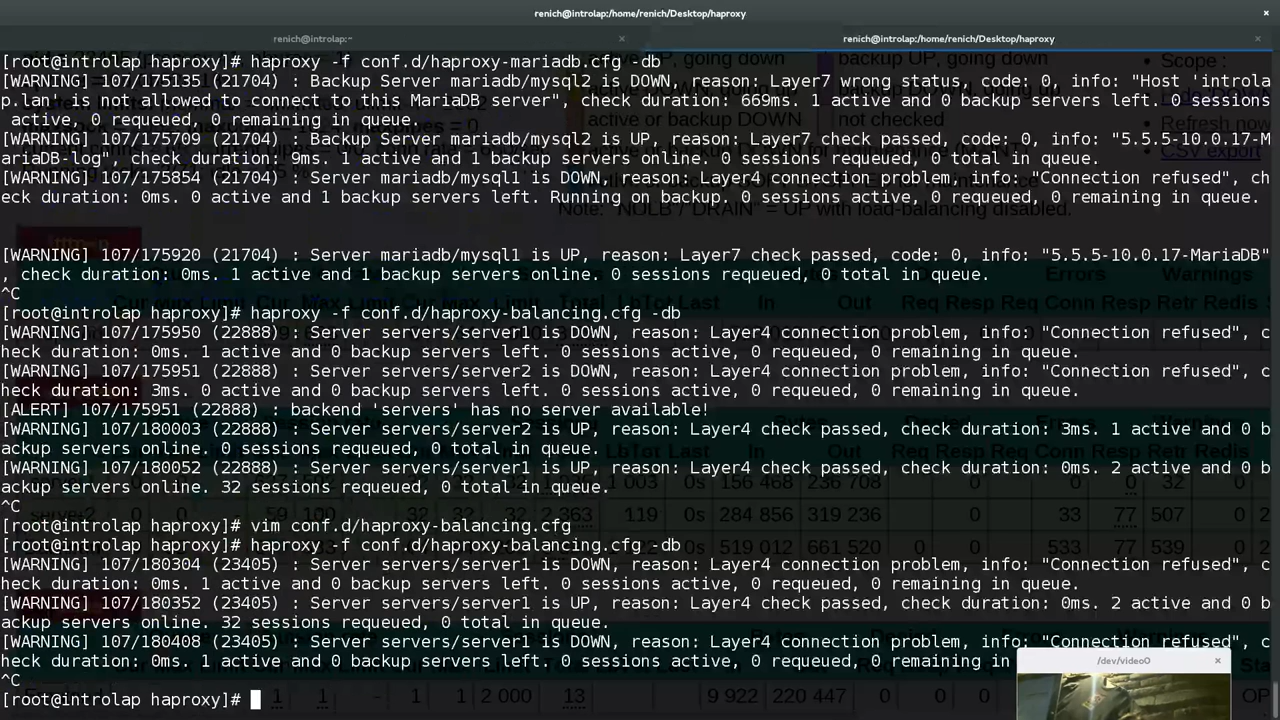 renich@introlap:/home/renich/Desktop/haproxy
renich@introlap:~
renich@introlap:/home/renich/Desktop/haproxy
[root@introlap haproxy]# haproxy -f conf.d/haproxy-mariadb.cfg -db
[WARNING] 107/175135 (21704) : Backup Server mariadb/mysql2 is DOWN, reason: Layer7 wrong status, code: 0, info: "Host 'introla
p.lan' is not allowed to connect to this MariaDB server", check duration: 669ms. 1 active and 0 backup servers left. 0 sessions
active, 0 requeued, 0 remaining in queue.
[WARNING] 107/175709 (21704) : Backup Server mariadb/mysql2 is UP, reason: Layer7 check passed, code: 0, info: "5.5.5-10.0.17-M
ariaDB-log", check duration: 9ms. 1 active and 1 backup servers online. 0 sessions requeued, 0 total in queue.
[WARNING] 107/175854 (21704) : Server mariadb/mysql1 is DOWN, reason: Layer4 connection problem, info: "Connection refused", ch
eck duration: 0ms. 0 active and 1 backup servers left. Running on backup. 0 sessions active, 0 requeued, 0 remaining in queue.
[WARNING] 107/175920 (21704) : Server mariadb/mysql1 is UP, reason: Layer7 check passed, code: 0, info: "5.5.5-10.0.17-MariaDB"
, check duration: 0ms. 1 active and 1 backup servers online. 0 sessions requeued, 0 total in queue.
^C
[root@introlap haproxy]# haproxy -f conf.d/haproxy-balancing.cfg -db
[WARNING] 107/175950 (22888) : Server servers/server1 is DOWN, reason: Layer4 connection problem, info: "Connection refused", c
heck duration: 0ms. 1 active and 0 backup servers left. 0 sessions active, 0 requeued, 0 remaining in queue.
[WARNING] 107/175951 (22888) : Server servers/server2 is DOWN, reason: Layer4 connection problem, info: "Connection refused", c
heck duration: 3ms. 0 active and 0 backup servers left. 0 sessions active, 0 requeued, 0 remaining in queue.
[ALERT] 107/175951 (22888) : backend 'servers' has no server available!
[WARNING] 107/180003 (22888) : Server servers/server2 is UP, reason: Layer4 check passed, check duration: 3ms. 1 active and 0 b
ackup servers online. 0 sessions requeued, 0 total in queue.
[WARNING] 107/180052 (22888) : Server servers/server1 is UP, reason: Layer4 check passed, check duration: 0ms. 2 active and 0 b
ackup servers online. 32 sessions requeued, 0 total in queue.
^C
[root@introlap haproxy]# vim conf.d/haproxy-balancing.cfg
[root@introlap haproxy]# haproxy -f conf.d/haproxy-balancing.cfg -db
[WARNING] 107/180304 (23405) : Server servers/server1 is DOWN, reason: Layer4 connection problem, info: "Connection refused", c
heck duration: 0ms. 1 active and 0 backup servers left. 0 sessions active, 0 requeued, 0 remaining in queue.
[WARNING] 107/180352 (23405) : Server servers/server1 is UP, reason: Layer4 check passed, check duration: 0ms. 2 active and 0 b
ackup servers online. 32 sessions requeued, 0 total in queue.
[WARNING] 107/180408 (23405) : Server servers/server1 is DOWN, reason: Layer4 connection problem, info: "Connection refused", c
heck duration: 0ms. 1 active and 0 backup servers left. 0 sessions active, 0 requeued, 0 remaining in
^C
/dev/video0
[root@introlap haproxy]#